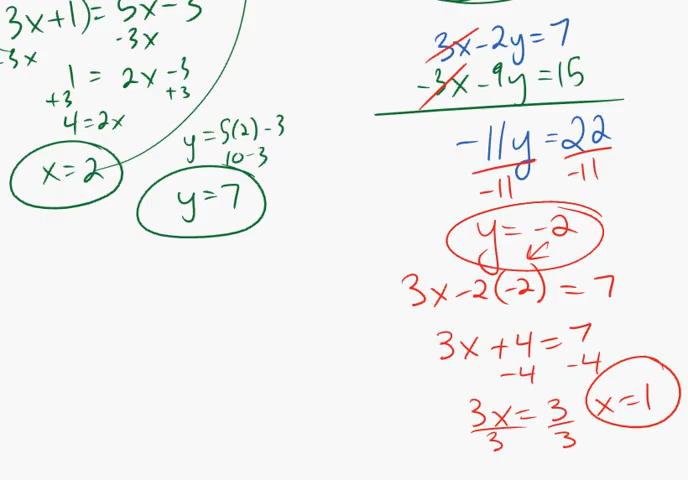 3x+1)=5x-3
-3x -3x
1 = 2x-3
+3 +3
4=2x
x=2
y=5(2)-3
10-3
y=7
3x-2y=7
-3x-9y=15
-11y=22
-11 -11
y=-2
3x-2(-2)=7
3x+4=7
-4 -4
3x=3
3 3
x=1